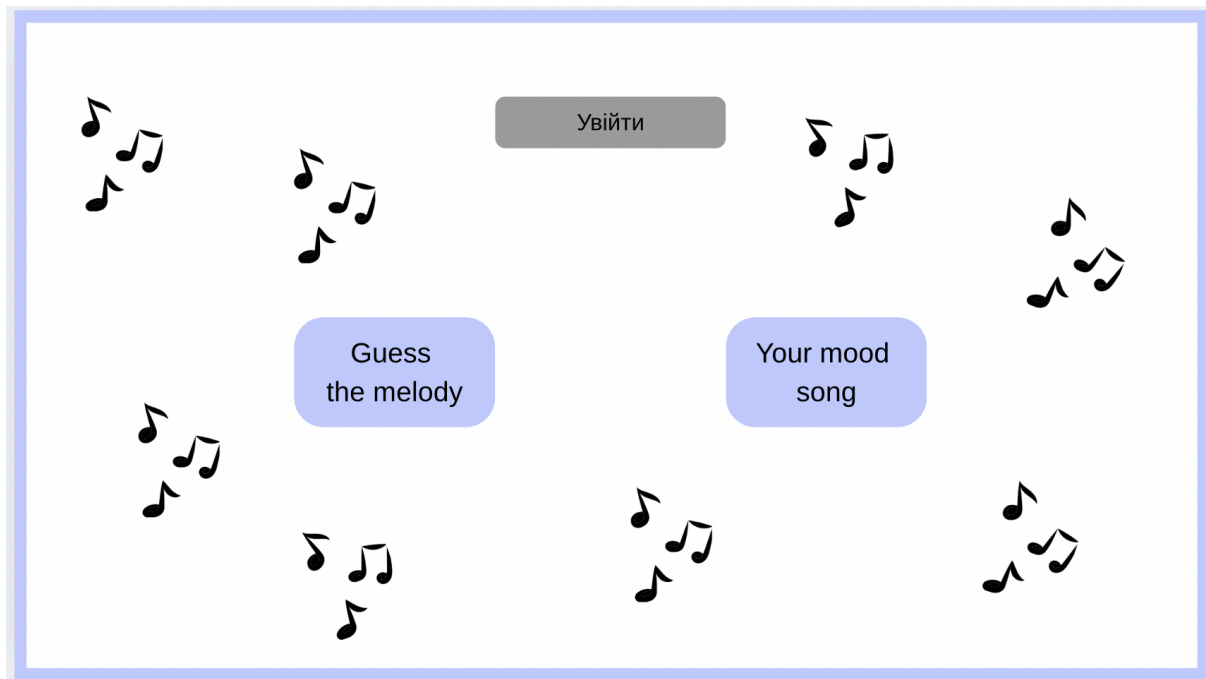 Увійти
Guess
the melody
Your mood
song